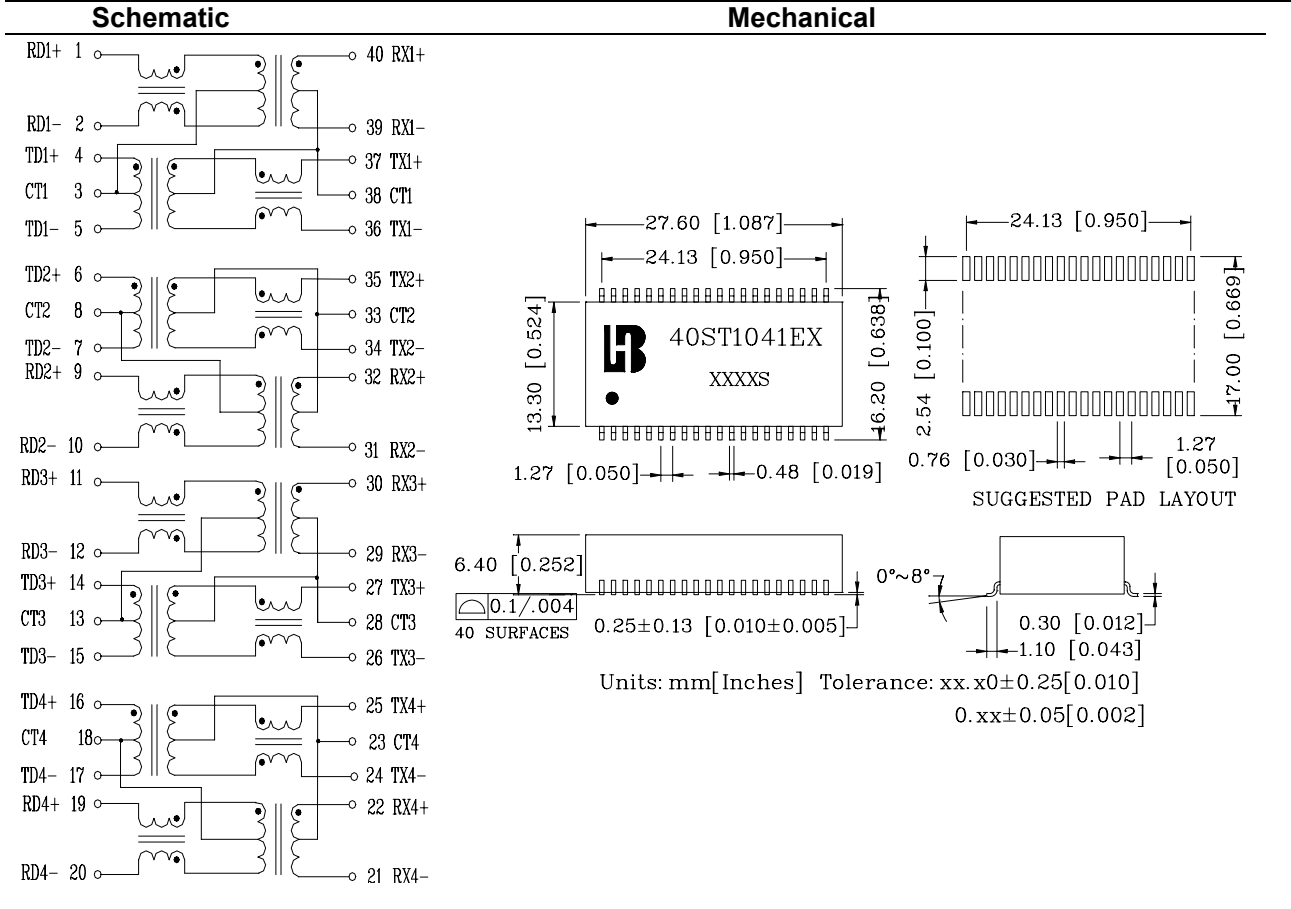 Schematic
Mechanical
RD1+ 1
40 RX1+
RD1- 2
39 RX1-
TD1+ 4
37 TX1+
CT1 3
38 CT1
TD1- 5
36 TX1-
TD2+ 6
35 TX2+
CT2 8
33 CT2
TD2- 7
34 TX2-
RD2+ 9
32 RX2+
RD2- 10
31 RX2-
RD3+ 11
30 RX3+
RD3- 12
29 RX3-
TD3+ 14
27 TX3+
CT3 13
28 CT3
TD3- 15
26 TX3-
TD4+ 16
25 TX4+
CT4 18
23 CT4
TD4- 17
24 TX4-
RD4+ 19
22 RX4+
RD4- 20
21 RX4-
27.60 [1.087]
24.13 [0.950]
13.30 [0.524]
HB
40ST1041EX
XXXXS
16.20 [0.638]
1.27 [0.050]
0.48 [0.019]
24.13 [0.950]
2.54 [0.100]
17.00 [0.669]
0.76 [0.030]
1.27
[0.050]
SUGGESTED PAD LAYOUT
6.40 [0.252]
0.1/.004
40 SURFACES
0.25±0.13 [0.010±0.005]
0°~8°
0.30 [0.012]
1.10 [0.043]
Units: mm[Inches] Tolerance: xx.x0±0.25[0.010]
0.xx±0.05[0.002]